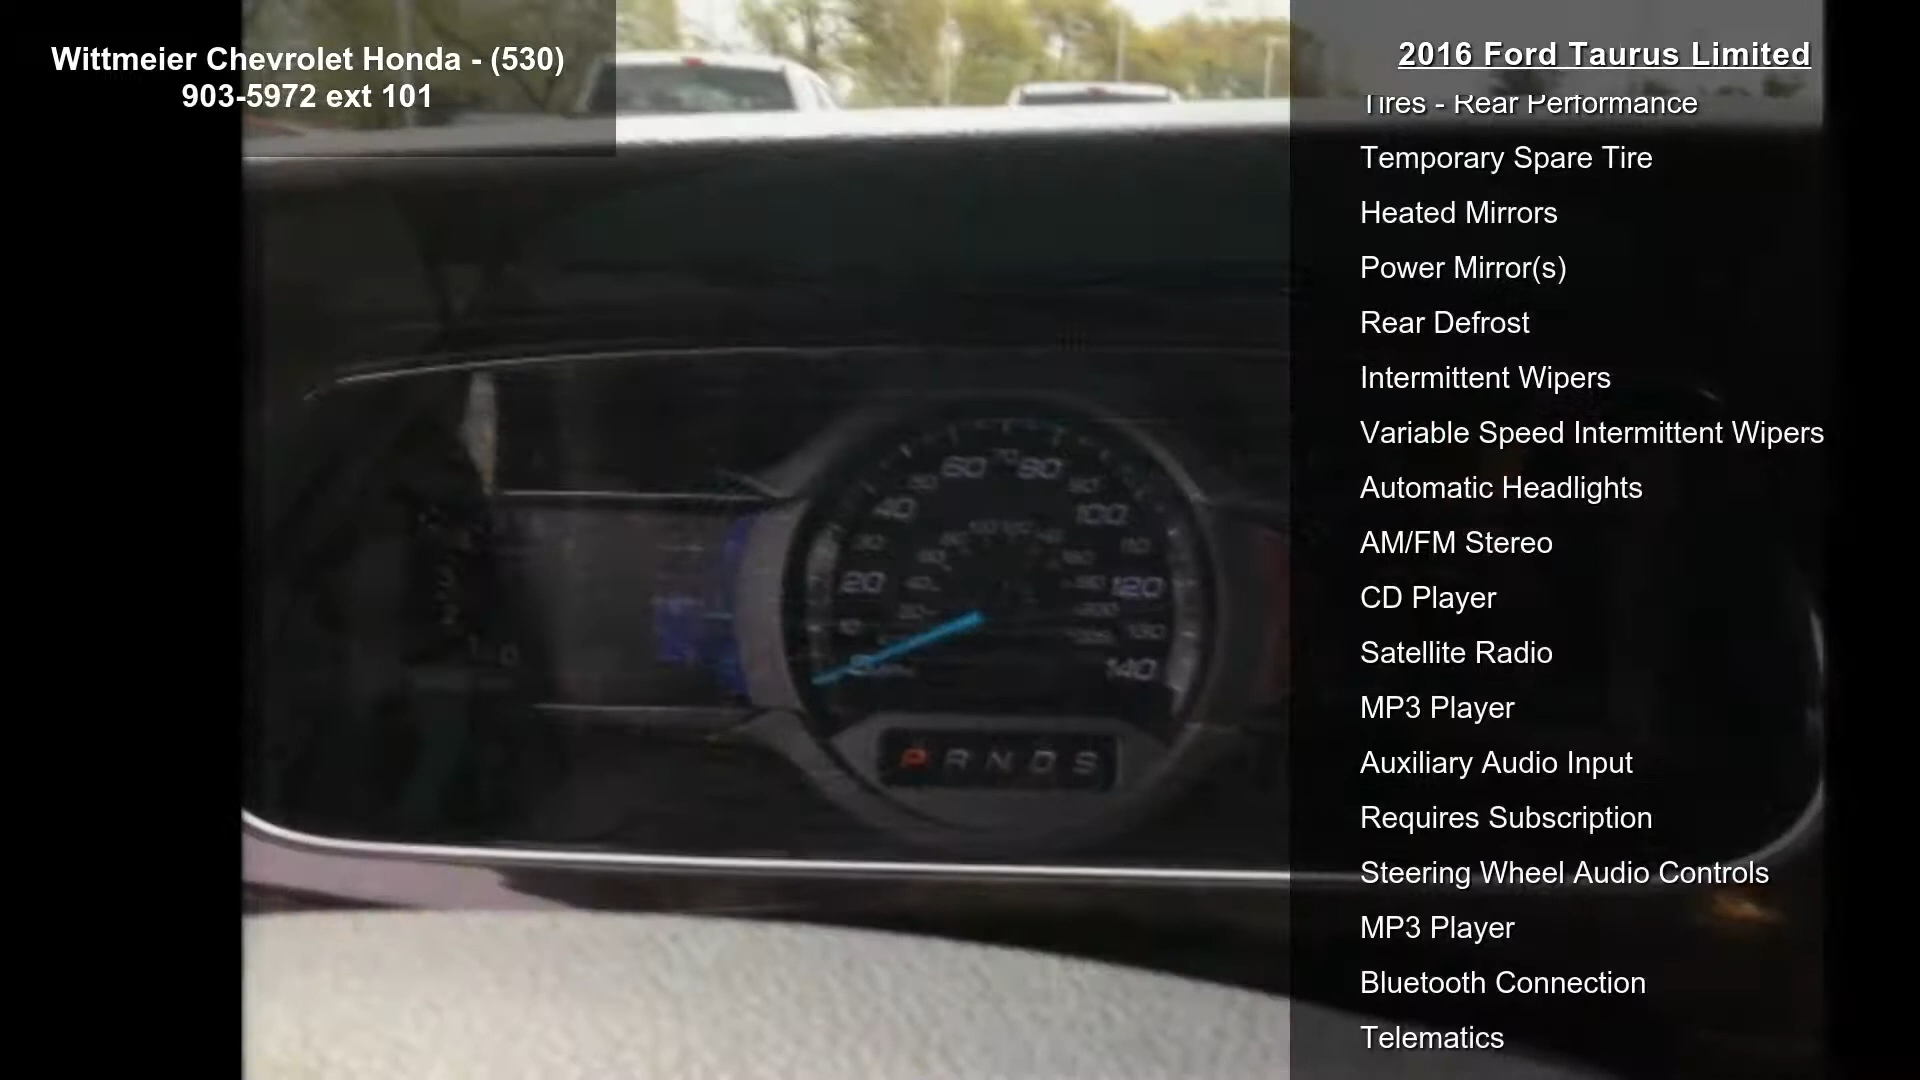 Wittmeier Chevrolet Honda - (530)
903-5972 ext 101
2016 Ford Taurus Limited
Tires - Rear Performance
Temporary Spare Tire
Heated Mirrors
Power Mirror(s)
Rear Defrost
Intermittent Wipers
Variable Speed Intermittent Wipers
Automatic Headlights
AM/FM Stereo
CD Player
Satellite Radio
MP3 Player
Auxiliary Audio Input
Requires Subscription
Steering Wheel Audio Controls
MP3 Player
Bluetooth Connection
Telematics
60 80
40 100
20 120
140
P R N D S